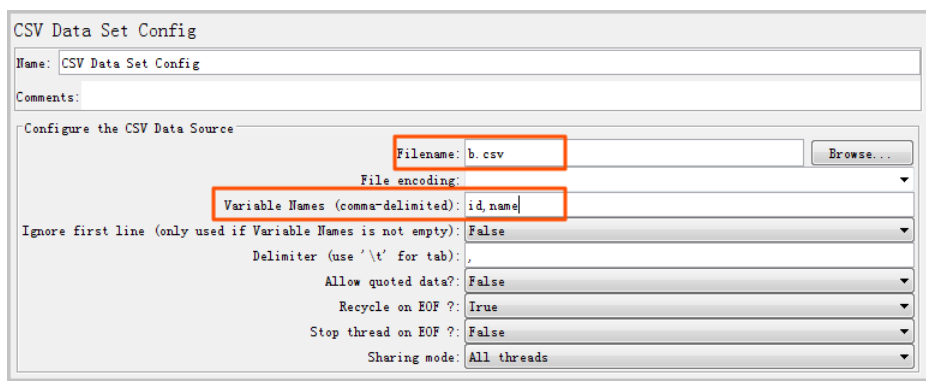 CSV Data Set Config
Name: CSV Data Set Config
Comments:
Configure the CSV Data Source
Filename: b.csv Browse...
File encoding:
Variable Names (comma-delimited): id,name
Ignore first line (only used if Variable Names is not empty): False
Delimiter (use '\t' for tab): ,
Allow quoted data?: False
Recycle on EOF ?: True
Stop thread on EOF ?: False
Sharing mode: All threads